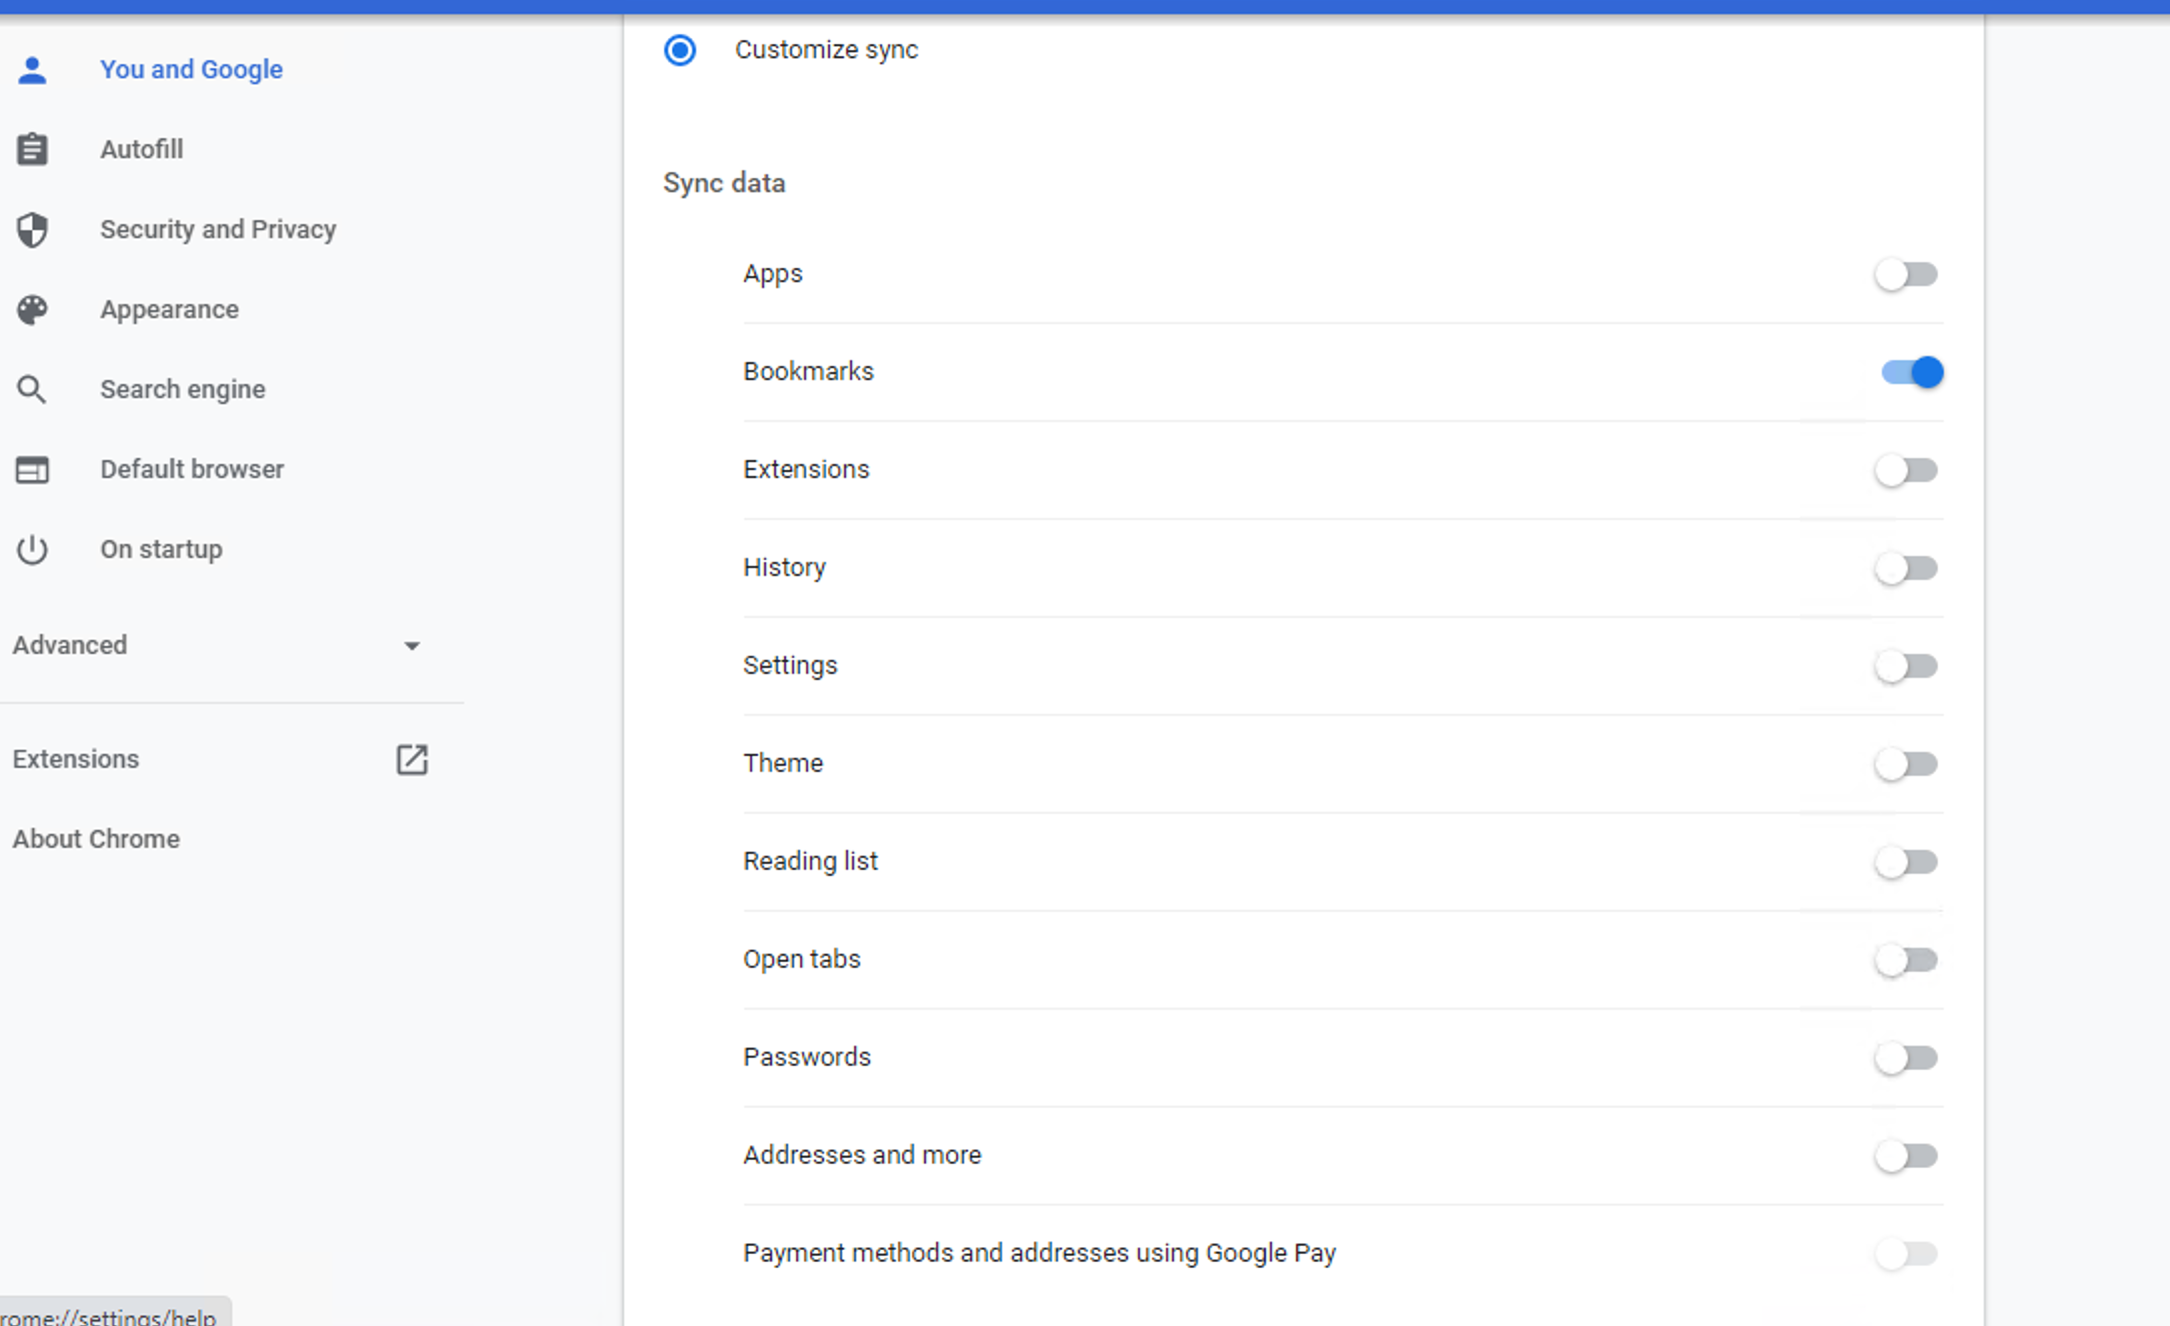 You and Google
Autofill
Security and Privacy
Appearance
Search engine
Default browser
On startup
Advanced
Extensions
About Chrome
rome://settings/help
Customize sync
Sync data
Apps
Bookmarks
Extensions
History
Settings
Theme
Reading list
Open tabs
Passwords
Addresses and more
Payment methods and addresses using Google Pay